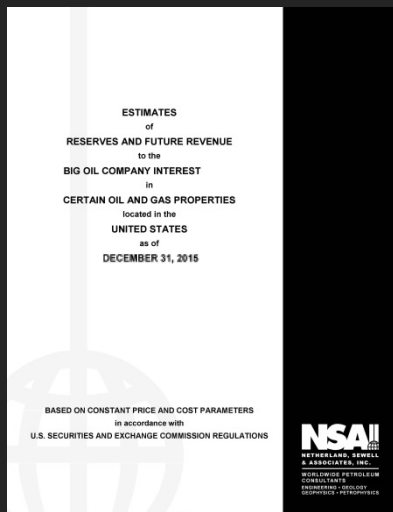 ESTIMATES
of
RESERVES AND FUTURE REVENUE
to the
BIG OIL COMPANY INTEREST
in
CERTAIN OIL AND GAS PROPERTIES
located in the
UNITED STATES
as of
DECEMBER 31, 2015
BASED ON CONSTANT PRICE AND COST PARAMETERS
in accordance with
U.S. SECURITIES AND EXCHANGE COMMISSION REGULATIONS
NSAI
NETHERLAND, SEWELL
& ASSOCIATES, INC.
WORLDWIDE PETROLEUM
CONSULTANTS
ENGINEERING • GEOLOGY
GEOPHYSICS • PETROPHYSICS